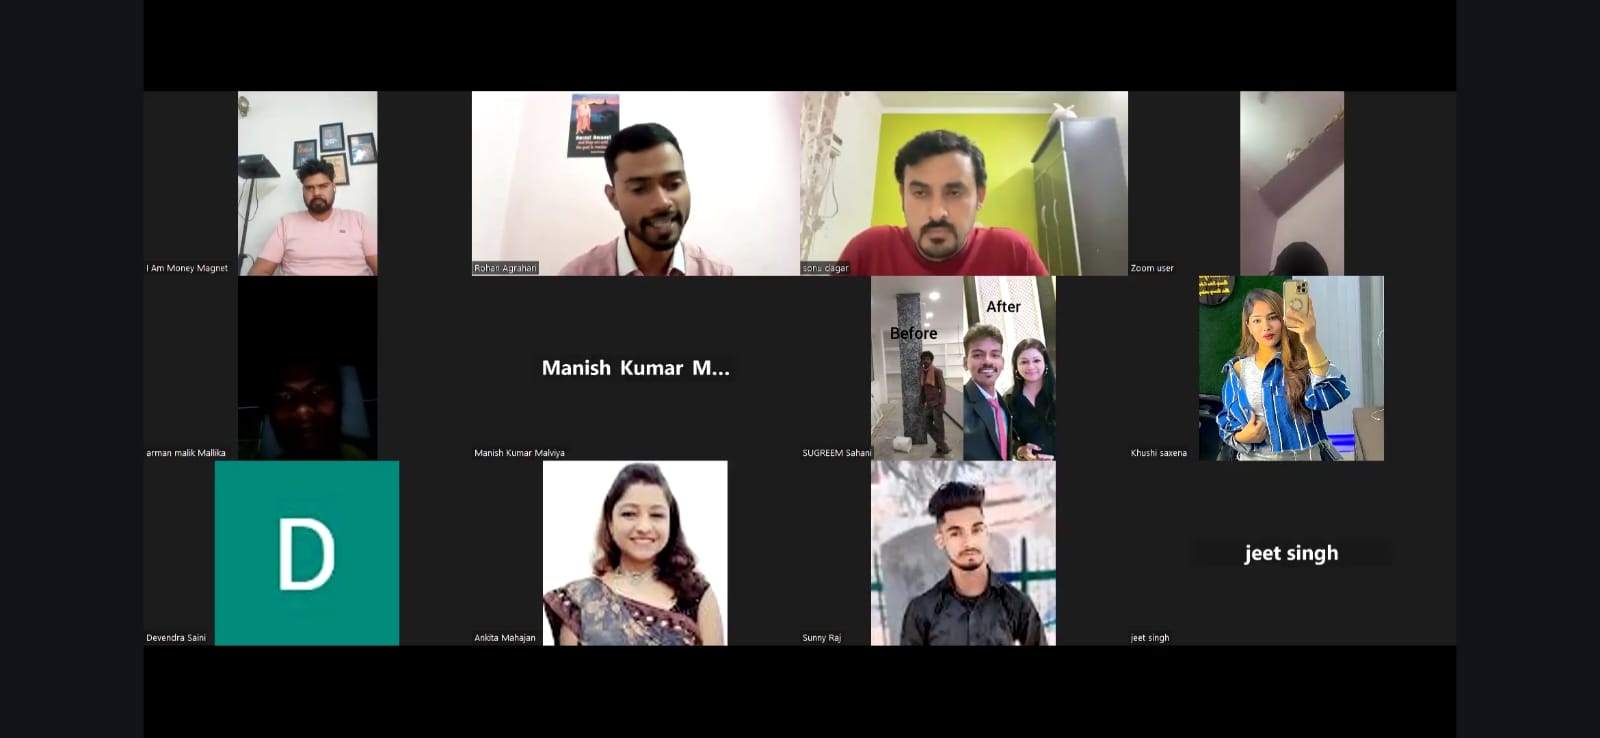 I Am Money Magnet
Rohan Agrahari
sonu dagar
Zoom user
After
Before
Manish Kumar M...
arman malik Mallika
Manish Kumar Malviya
SUGREEM Sahani
Khushi saxena
D
jeet singh
Devendra Saini
Ankita Mahajan
Sunny Raj
jeet singh